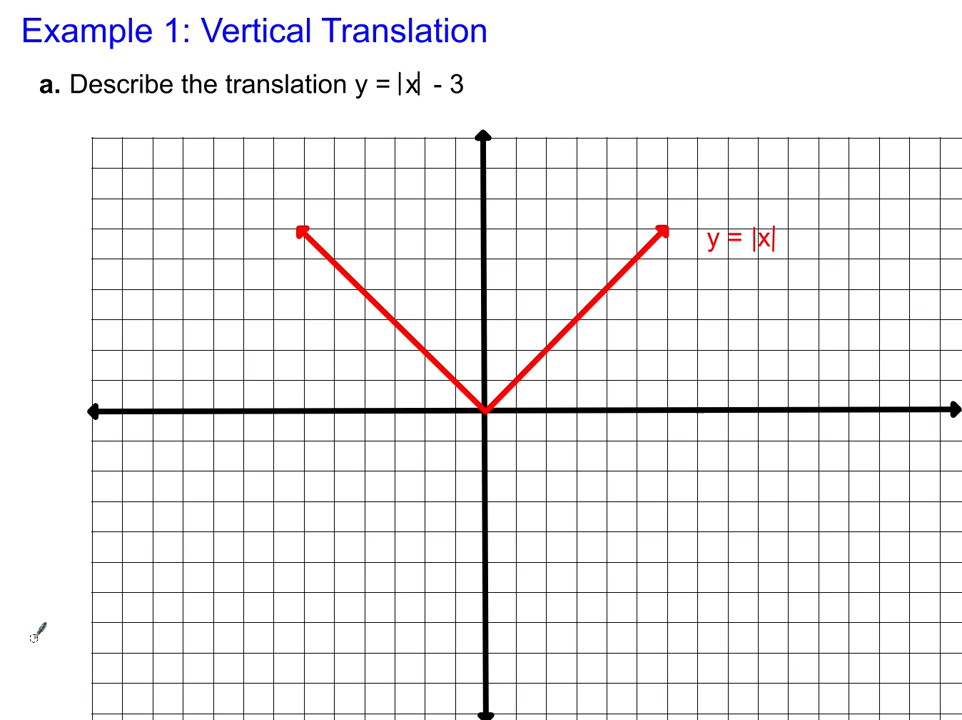 Example 1: Vertical Translation
a. Describe the translation y = |x| - 3
y = |x|